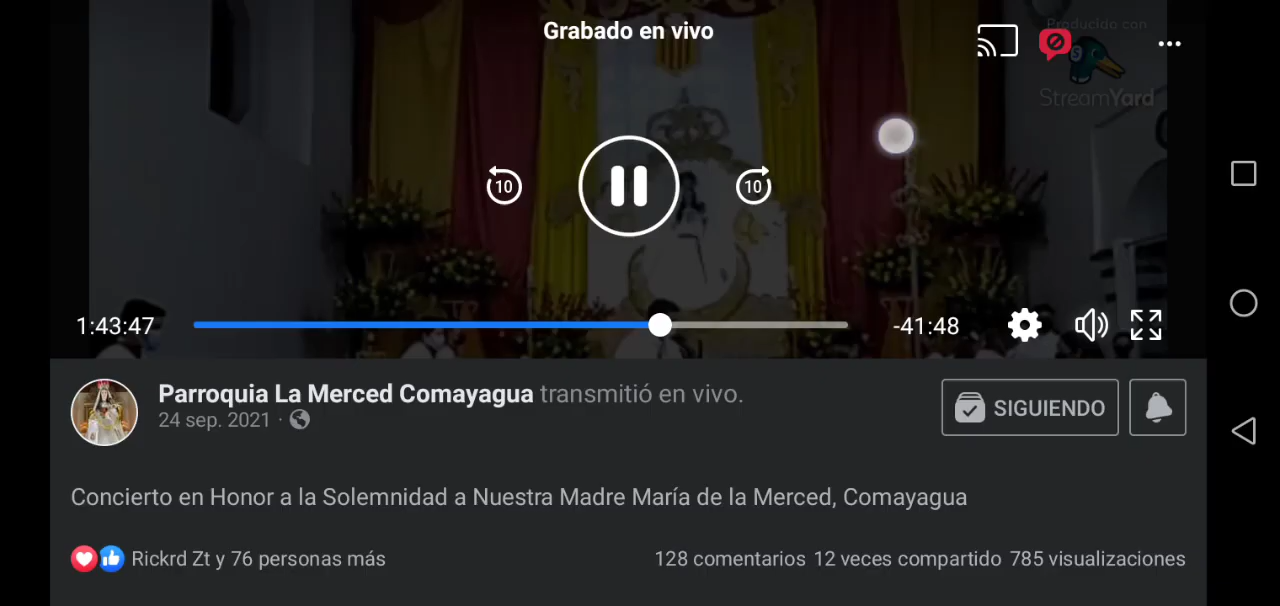 Grabado en vivo
Producido con
StreamYard
10
10
1:43:47
-41:48
Parroquia La Merced Comayagua transmitió en vivo.
24 sep. 2021 ·
SIGUIENDO
Concierto en Honor a la Solemnidad a Nuestra Madre María de la Merced, Comayagua
Rickrd Zt y 76 personas más
128 comentarios 12 veces compartido 785 visualizaciones